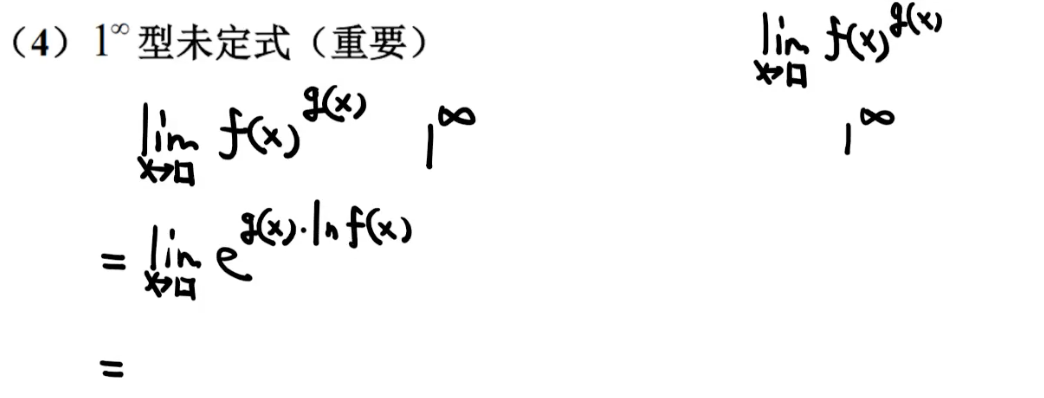 （4）1^∞ 型未定式（重要）
lim_{x→□} f(x)^{g(x)} 1^∞
= lim_{x→□} e^{g(x)·ln f(x)}
=
lim_{x→□} f(x)^{g(x)}
1^∞